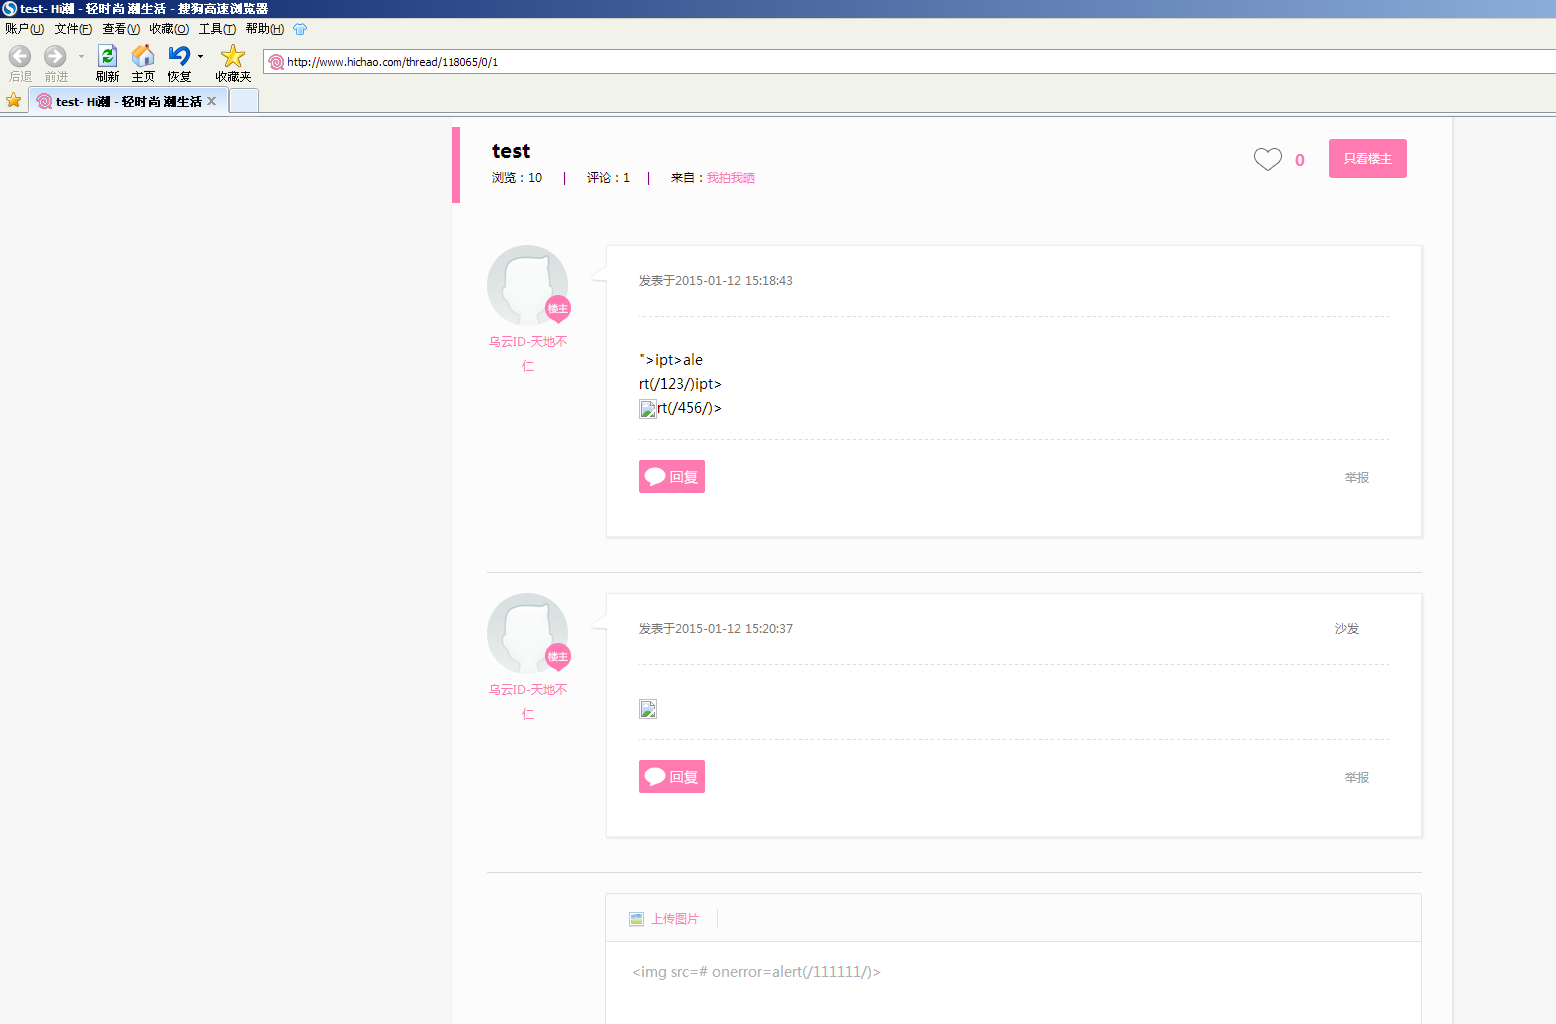 test- Hi潮 - 轻时尚 潮生活 - 搜狗高速浏览器
账户(U) 文件(F) 查看(V) 收藏(O) 工具(T) 帮助(H)
后退 前进 刷新 主页 恢复 收藏夹 http://www.hichao.com/thread/118065/0/1
test- Hi潮 - 轻时尚 潮生活 X
test
0 只看楼主
浏览：10 | 评论：1 | 来自：我拍我晒
发表于2015-01-12 15:18:43
楼主
乌云ID-天地不
仁
">ipt>ale
rt(/123/)ipt>
rt(/456/)>
回复 举报
发表于2015-01-12 15:20:37 沙发
楼主
乌云ID-天地不
仁
回复 举报
上传图片
<img src=# onerror=alert(/111111/)>